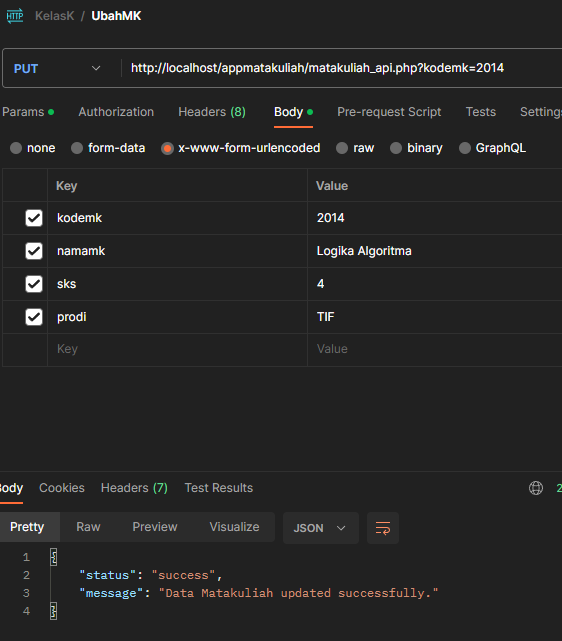 HTTP KelasK / UbahMK
PUT http://localhost/appmatakuliah/matakuliah_api.php?kodemk=2014
Params Authorization Headers (8) Body Pre-request Script Tests Settings
none form-data x-www-form-urlencoded raw binary GraphQL
Key Value
kodemk 2014
namamk Logika Algoritma
sks 4
prodi TIF
Key Value
Body Cookies Headers (7) Test Results 2
Pretty Raw Preview Visualize JSON
1 {
2 "status": "success",
3 "message": "Data Matakuliah updated successfully."
4 }